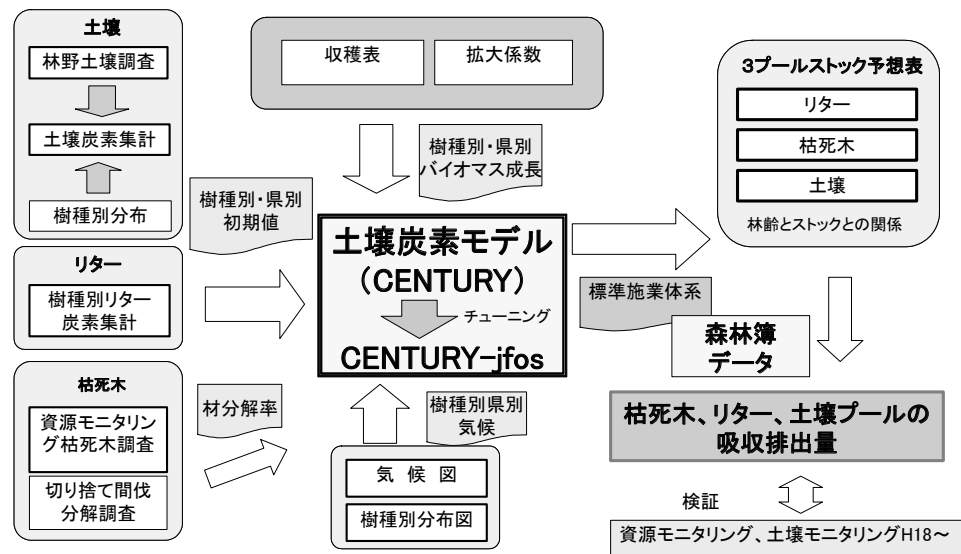 土壌
林野土壌調査
土壌炭素集計
樹種別分布
リター
樹種別リター
炭素集計
枯死木
資源モニタリン
グ枯死木調査
切り捨て間伐
分解調査
収穫表
拡大係数
樹種別・県別
バイオマス成長
樹種別・県別
初期値
材分解率
土壌炭素モデル
（CENTURY）
チューニング
CENTURY-jfos
樹種別県別
気候
気 候 図
樹種別分布図
3プールストック予想表
リター
枯死木
土壌
林齢とストックとの関係
標準施業体系
森林簿
データ
枯死木、リター、土壌プールの
吸収排出量
検証
資源モニタリング、土壌モニタリングH18～